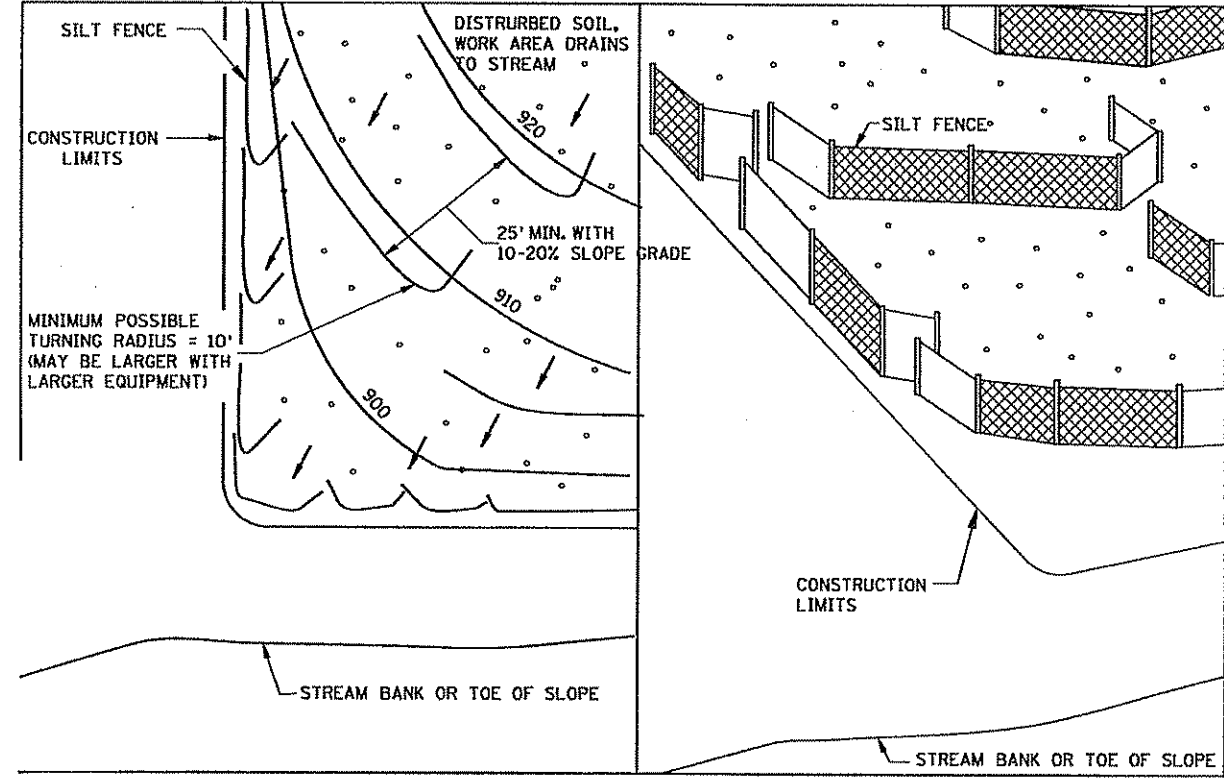 SILT FENCE
DISTRURBED SOIL,
WORK AREA DRAINS
TO STREAM
CONSTRUCTION
LIMITS
920
25' MIN. WITH
10-20% SLOPE GRADE
910
MINIMUM POSSIBLE
TURNING RADIUS = 10'
(MAY BE LARGER WITH
LARGER EQUIPMENT)
900
STREAM BANK OR TOE OF SLOPE
SILT FENCE
CONSTRUCTION
LIMITS
STREAM BANK OR TOE OF SLOPE